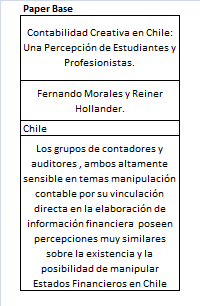 Paper Base
Contabilidad Creativa en Chile:
Una Percepción de Estudiantes y
Profesionistas.
Fernando Morales y Reiner
Hollander.
Chile
Los grupos de contadores y
auditores , ambos altamente
sensible en temas manipulación
contable por su vinculación
directa en la elaboración de
información financiera poseen
percepciones muy similares
sobre la existencia y la
posibilidad de manipular
Estados Financieros en Chile